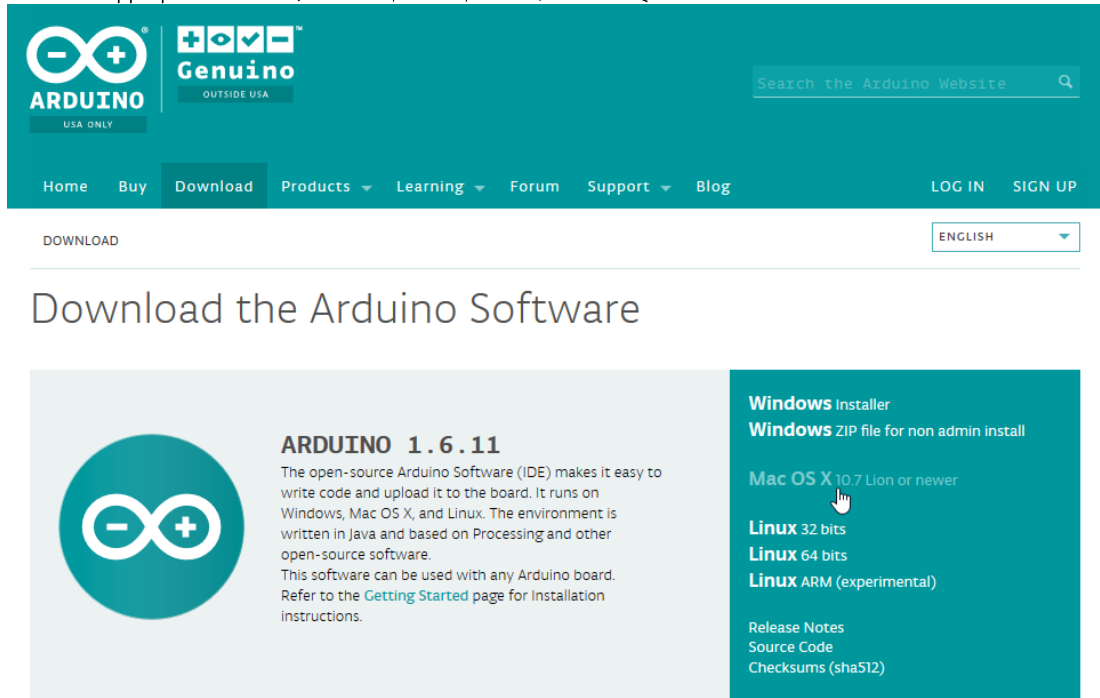 ARDUINO
USA ONLY
Genuino
OUTSIDE USA
Search the Arduino Website
Home Buy Download Products Learning Forum Support Blog LOG IN SIGN UP
DOWNLOAD
ENGLISH
Download the Arduino Software
ARDUINO 1.6.11
The open-source Arduino Software (IDE) makes it easy to
write code and upload it to the board. It runs on
Windows, Mac OS X, and Linux. The environment is
written in Java and based on Processing and other
open-source software.
This software can be used with any Arduino board.
Refer to the Getting Started page for Installation
instructions.
Windows Installer
Windows ZIP file for non admin install
Mac OS X 10.7 Lion or newer
Linux 32 bits
Linux 64 bits
Linux ARM (experimental)
Release Notes
Source Code
Checksums (sha512)